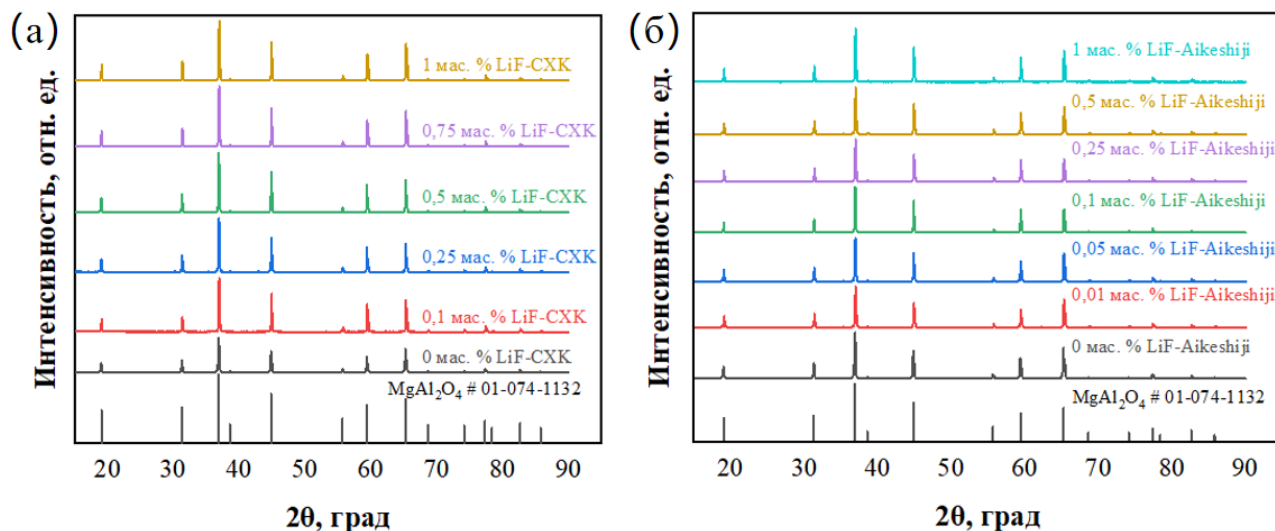 (а)
Интенсивность, отн. ед.
1 мас. % LiF-CXK
0,75 мас. % LiF-CXK
0,5 мас. % LiF-CXK
0,25 мас. % LiF-CXK
0,1 мас. % LiF-CXK
0 мас. % LiF-CXK
MgAl₂O₄ # 01-074-1132
20 30 40 50 60 70 80 90
2θ, град
(б)
Интенсивность, отн. ед.
1 мас. % LiF-Aikeshiji
0,5 мас. % LiF-Aikeshiji
0,25 мас. % LiF-Aikeshiji
0,1 мас. % LiF-Aikeshiji
0,05 мас. % LiF-Aikeshiji
0,01 мас. % LiF-Aikeshiji
0 мас. % LiF-Aikeshiji
MgAl₂O₄ # 01-074-1132
20 30 40 50 60 70 80 90
2θ, град